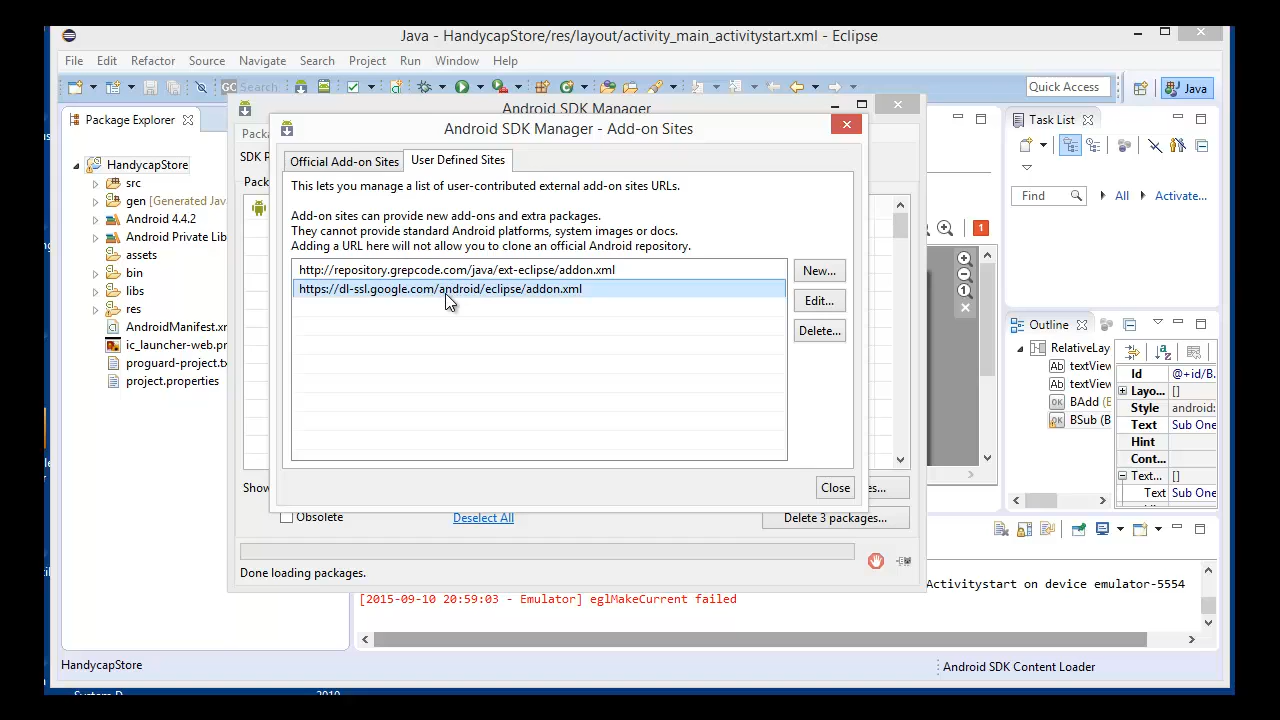 Java - HandycapStore/res/layout/activity_main_activitystart.xml - Eclipse
File Edit Refactor Source Navigate Search Project Run Window Help
Search
Quick Access
Java
Package Explorer
HandycapStore
src
gen [Generated Java
Android 4.4.2
Android Private Lib
assets
bin
libs
res
AndroidManifest.xm
ic_launcher-web.pr
proguard-project.tx
project.properties
Android SDK Manager
Android SDK Manager - Add-on Sites
Official Add-on Sites User Defined Sites
This lets you manage a list of user-contributed external add-on sites URLs.
Add-on sites can provide new add-ons and extra packages.
They cannot provide standard Android platforms, system images or docs.
Adding a URL here will not allow you to clone an official Android repository.
http://repository.grepcode.com/java/ext-eclipse/addon.xml
https://dl-ssl.google.com/android/eclipse/addon.xml
New...
Edit...
Delete...
Close
SDK P
Pack
Show
Obsolete
Deselect All
Delete 3 packages...
Done loading packages.
Task List
Find All Activate...
1
Outline
RelativeLay
textView
textView
BAdd (B
BSub (B
Id @+id/B.
Layo... []
Style android:
Text Sub One
Hint
Cont...
Text... []
Text Sub One
Activitystart on device emulator-5554
[2015-09-10 20:59:03 - Emulator] eglMakeCurrent failed
HandycapStore
Android SDK Content Loader